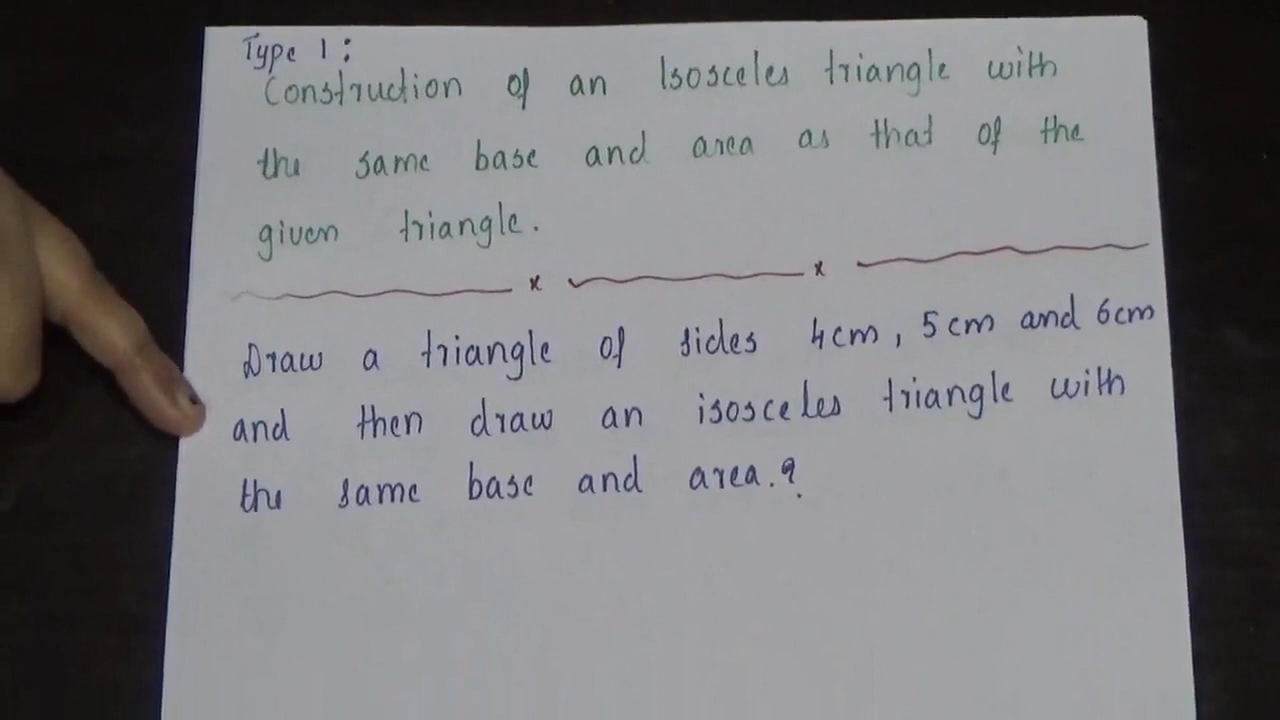 Type 1:
Construction of an Isosceles triangle with
the same base and area as that of the
given triangle.
x x
Draw a triangle of sides 4cm, 5cm and 6cm
and then draw an isosceles triangle with
the same base and area.?